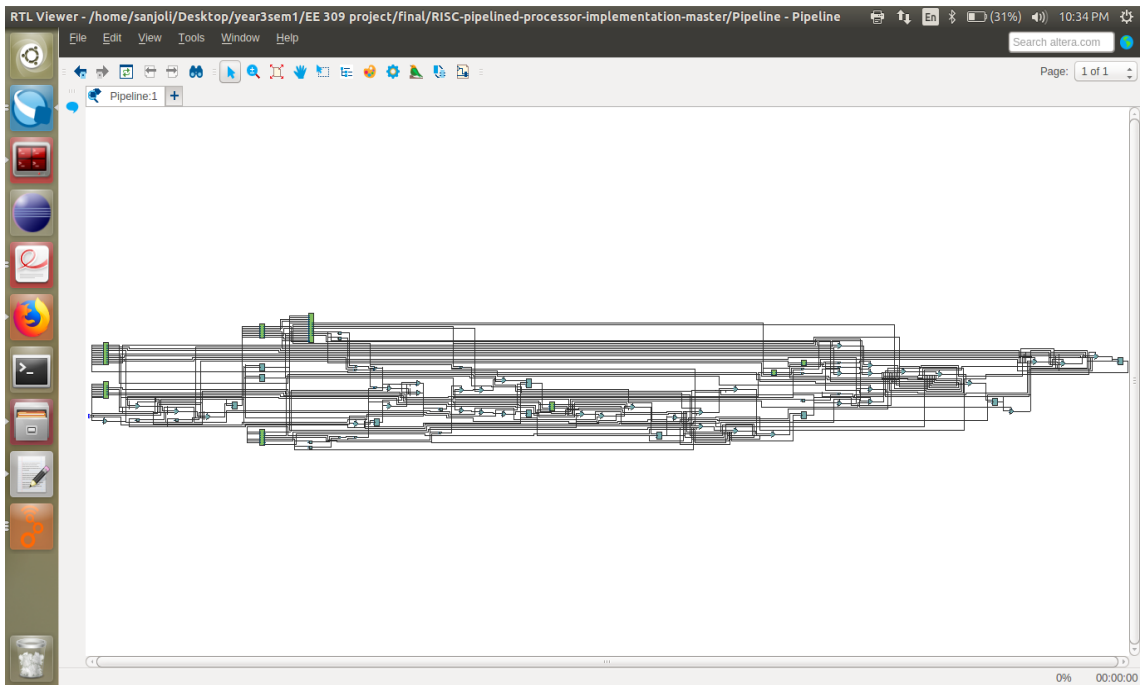 RTL Viewer - /home/sanjoli/Desktop/year3sem1/EE 309 project/final/RISC-pipelined-processor-implementation-master/Pipeline - Pipeline
En (31%) 10:34 PM
File Edit View Tools Window Help
Search altera.com
Page: 1 of 1
Pipeline:1
0% 00:00:00